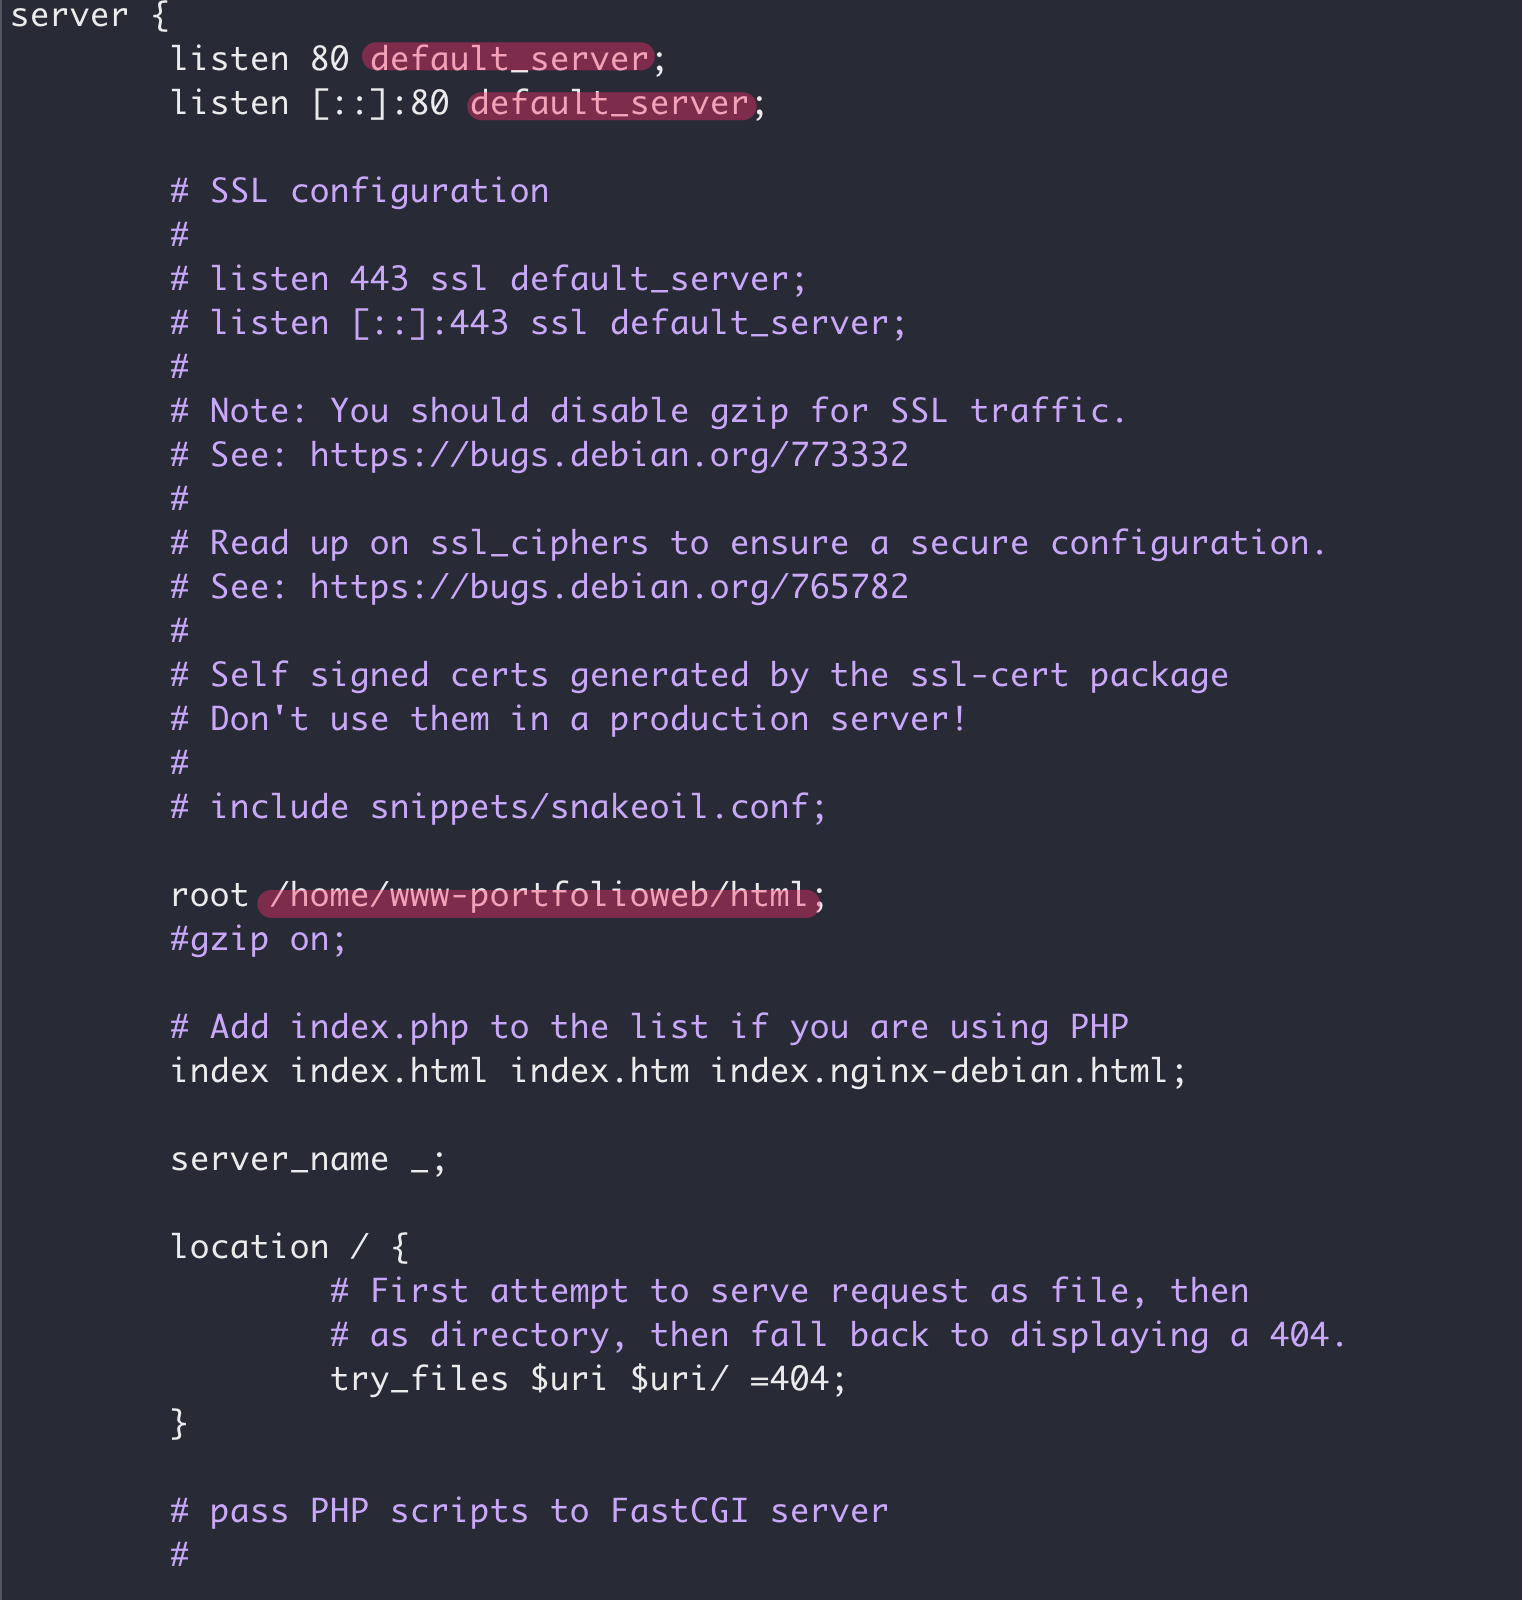 server {
listen 80 default_server;
listen [::]:80 default_server;
# SSL configuration
#
# listen 443 ssl default_server;
# listen [::]:443 ssl default_server;
#
# Note: You should disable gzip for SSL traffic.
# See: https://bugs.debian.org/773332
#
# Read up on ssl_ciphers to ensure a secure configuration.
# See: https://bugs.debian.org/765782
#
# Self signed certs generated by the ssl-cert package
# Don't use them in a production server!
#
# include snippets/snakeoil.conf;
root /home/www-portfolioweb/html;
#gzip on;
# Add index.php to the list if you are using PHP
index index.html index.htm index.nginx-debian.html;
server_name _;
location / {
# First attempt to serve request as file, then
# as directory, then fall back to displaying a 404.
try_files $uri $uri/ =404;
}
# pass PHP scripts to FastCGI server
#